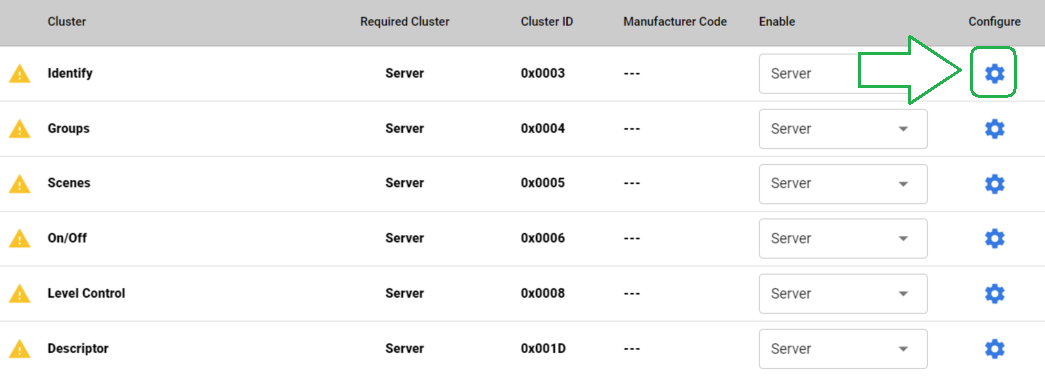 Cluster Required Cluster Cluster ID Manufacturer Code Enable Configure
Identify Server 0x0003 --- Server
Groups Server 0x0004 --- Server
Scenes Server 0x0005 --- Server
On/Off Server 0x0006 --- Server
Level Control Server 0x0008 --- Server
Descriptor Server 0x001D --- Server